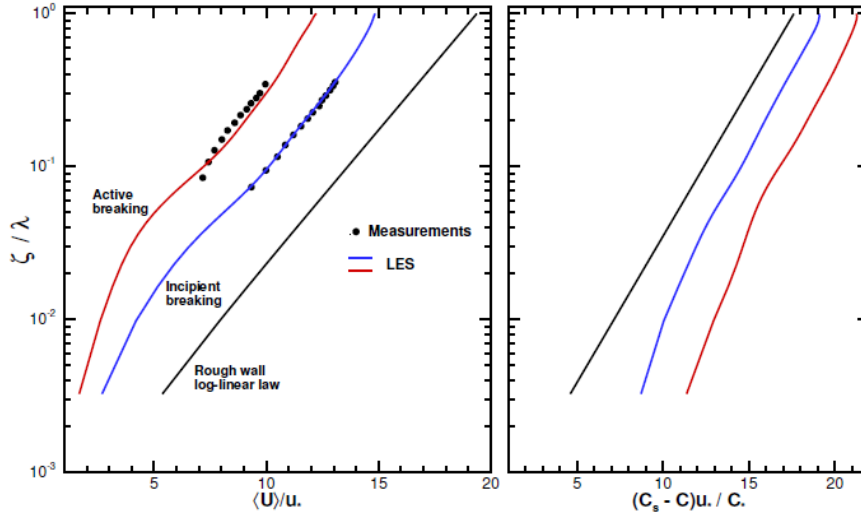 10⁰
10⁻¹
10⁻²
10⁻³
ζ / λ
Active
breaking
Incipient
breaking
Rough wall
log-linear law
Measurements
LES
5
10
15
20
⟨U⟩/u*
5
10
15
20
(Cₛ - C)u* / C*